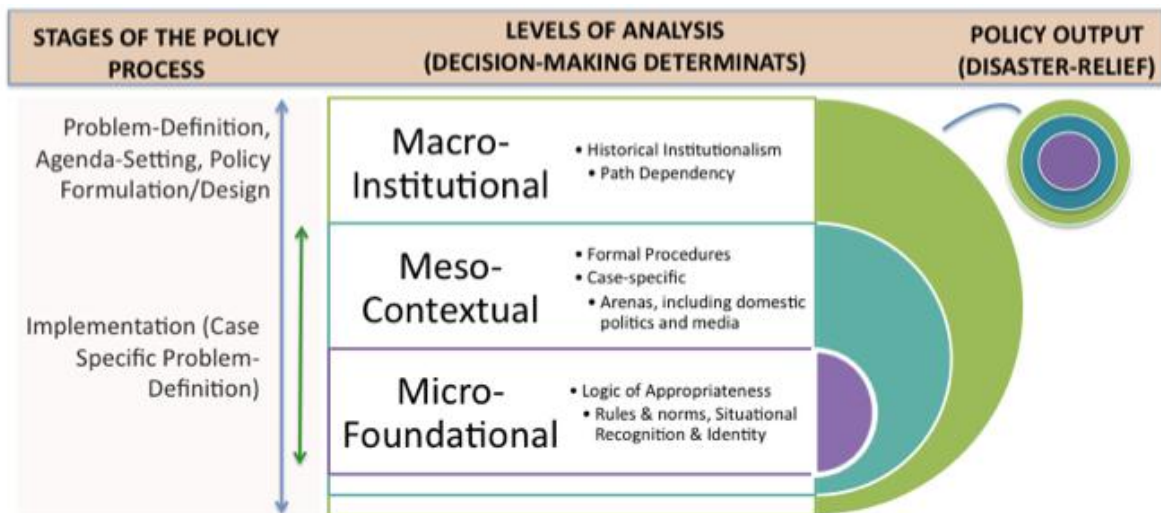 STAGES OF THE POLICY
PROCESS
LEVELS OF ANALYSIS
(DECISION-MAKING DETERMINATS)
POLICY OUTPUT
(DISASTER-RELIEF)
Problem-Definition,
Agenda-Setting, Policy
Formulation/Design
Implementation (Case
Specific Problem-
Definition)
Macro-
Institutional
• Historical Institutionalism
• Path Dependency
Meso-
Contextual
• Formal Procedures
• Case-specific
• Arenas, including domestic
politics and media
Micro-
Foundational
• Logic of Appropriateness
• Rules & norms, Situational
Recognition & Identity